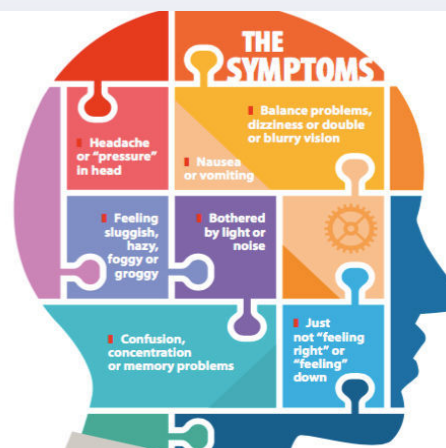 THE
SYMPTOMS
Balance problems,
dizziness or double
or blurry vision
Headache
or “pressure”
in head
Nausea
or vomiting
Feeling
sluggish,
hazy,
foggy or
groggy
Bothered
by light or
noise
Confusion,
concentration
or memory problems
Just
not “feeling
right” or
“feeling”
down